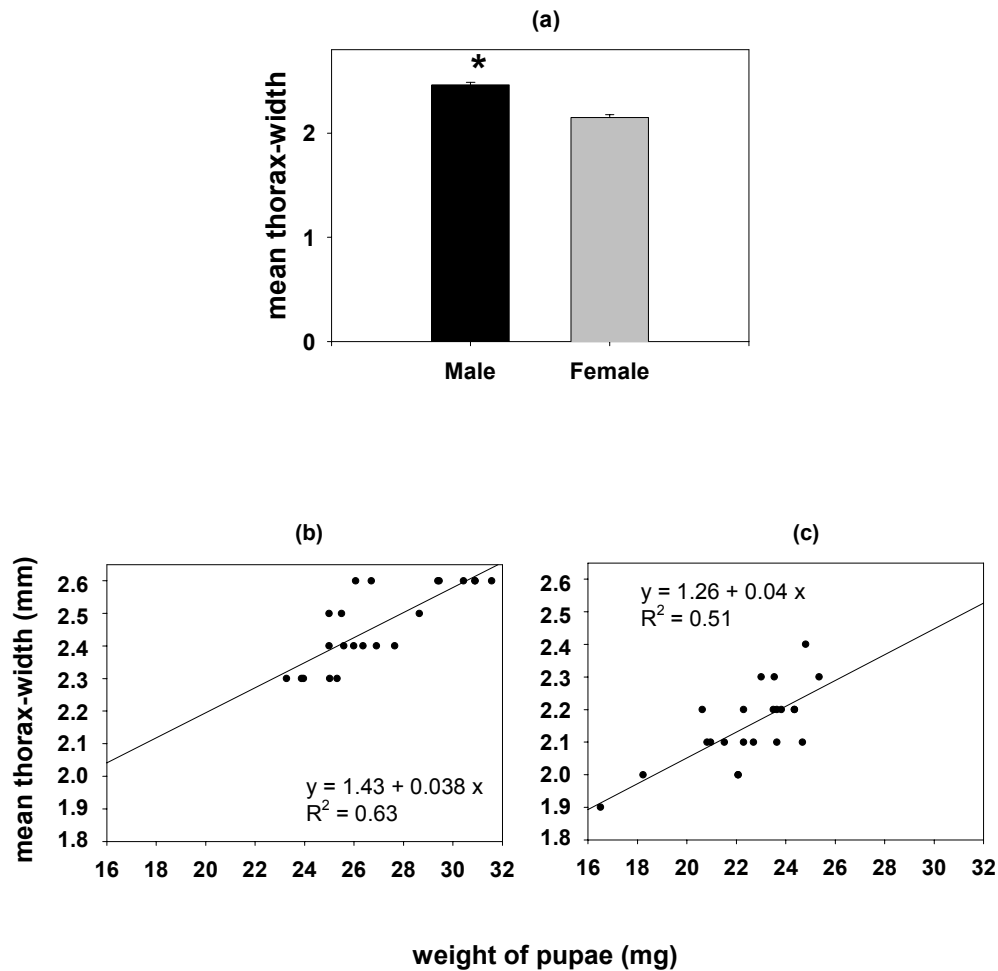 (a)
mean thorax-width
2
1
0
*
Male Female
(b)
mean thorax-width (mm)
2.6
2.5
2.4
2.3
2.2
2.1
2.0
1.9
1.8
y = 1.43 + 0.038 x
R² = 0.63
16 18 20 22 24 26 28 30 32
(c)
2.6
2.5
2.4
2.3
2.2
2.1
2.0
1.9
1.8
y = 1.26 + 0.04 x
R² = 0.51
16 18 20 22 24 26 28 30 32
weight of pupae (mg)